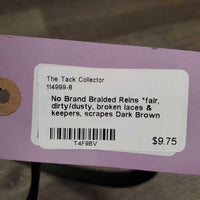 The Tack Collector
114999-8
No Brand Braided Reins *fair,
dirty/dusty, broken laces &
keepers, scrapes Dark Brown
$9.75
T4F9BV